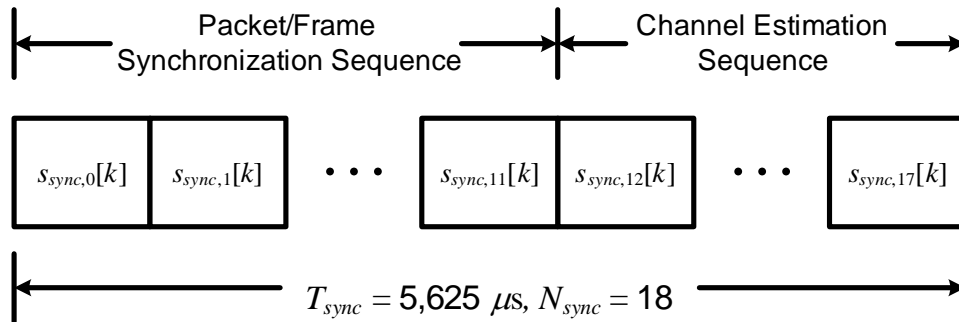 Packet/Frame
Synchronization Sequence
Channel Estimation
Sequence
s_sync,0[k] s_sync,1[k] • • • s_sync,11[k] s_sync,12[k] • • • s_sync,17[k]
T_sync = 5,625 μs, N_sync = 18